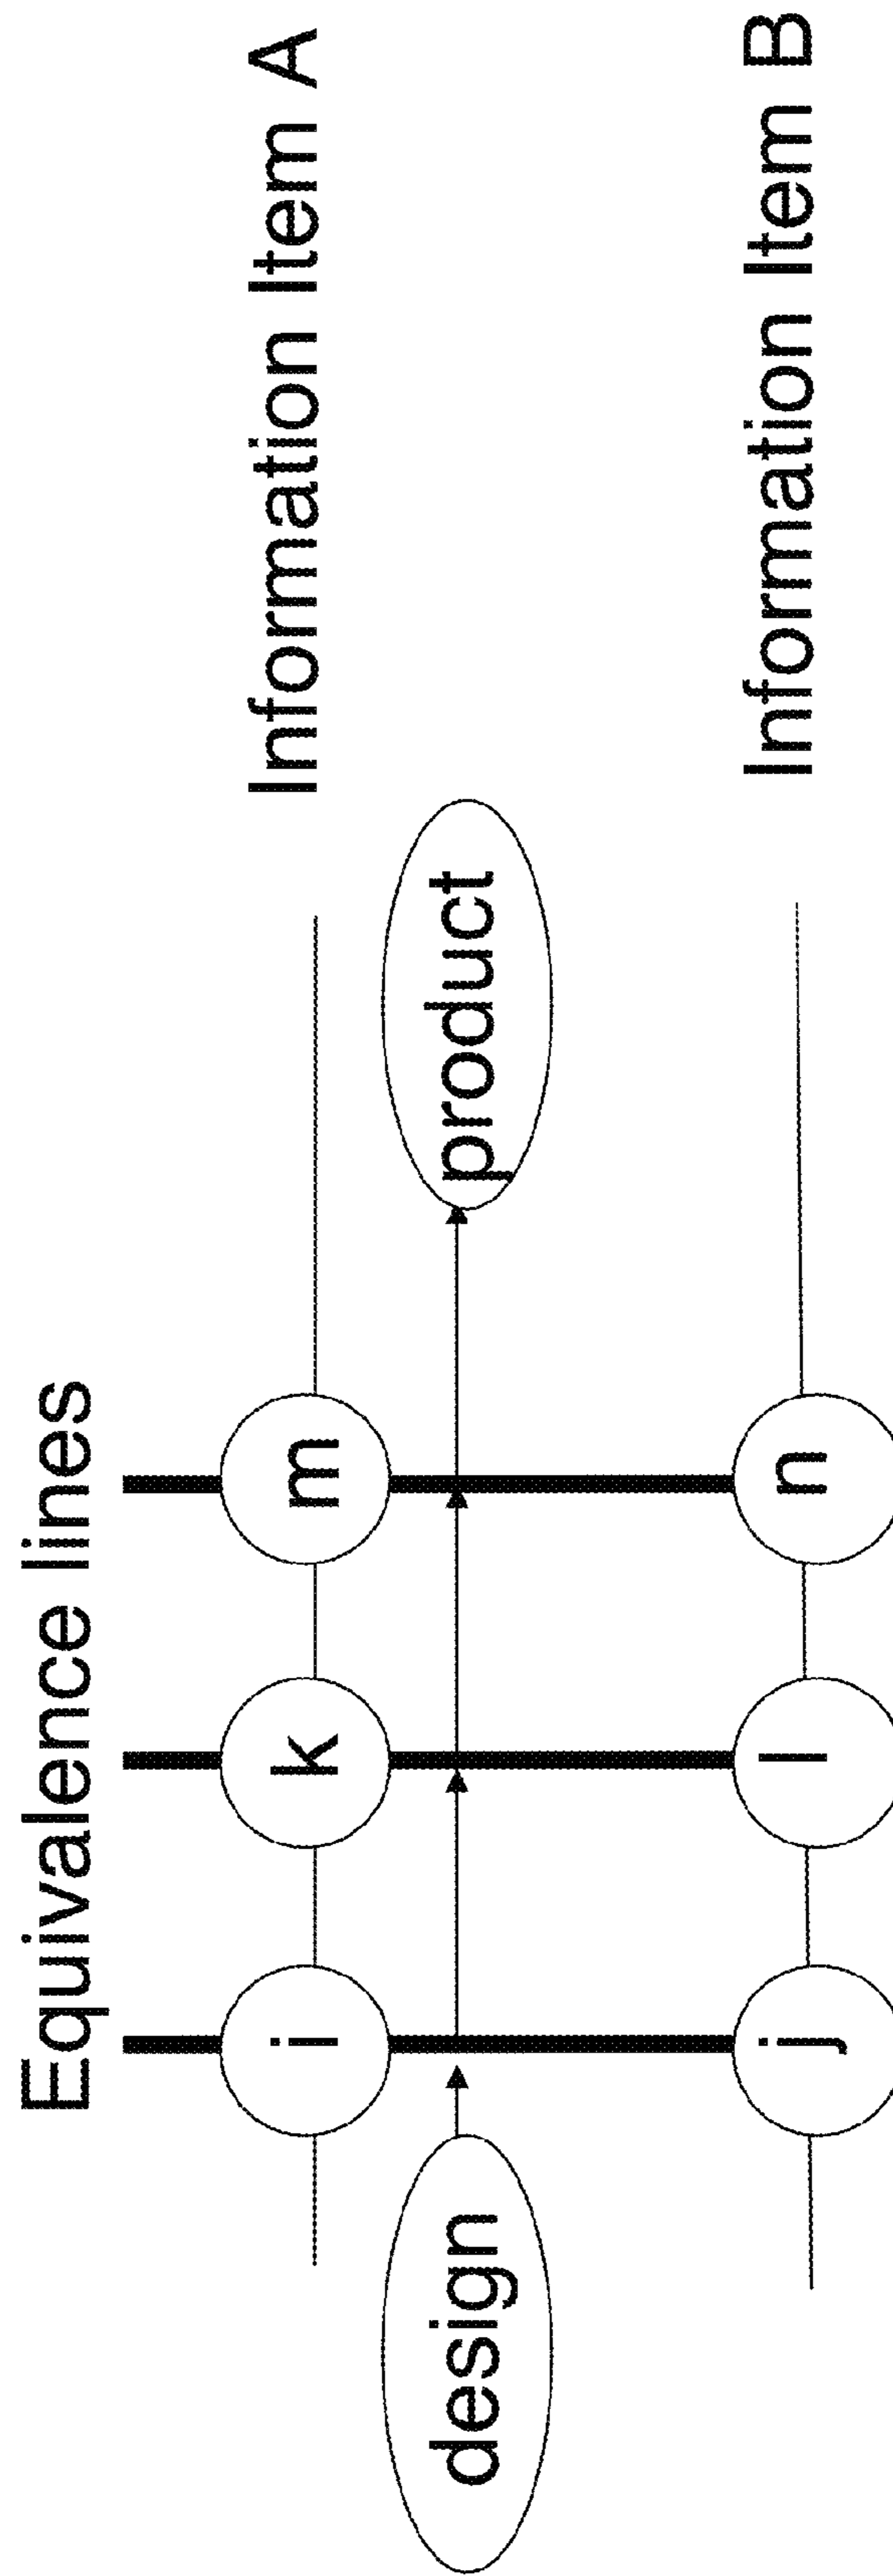 Equivalence lines
i
k
m
Information Item A
design
product
j
l
n
Information Item B